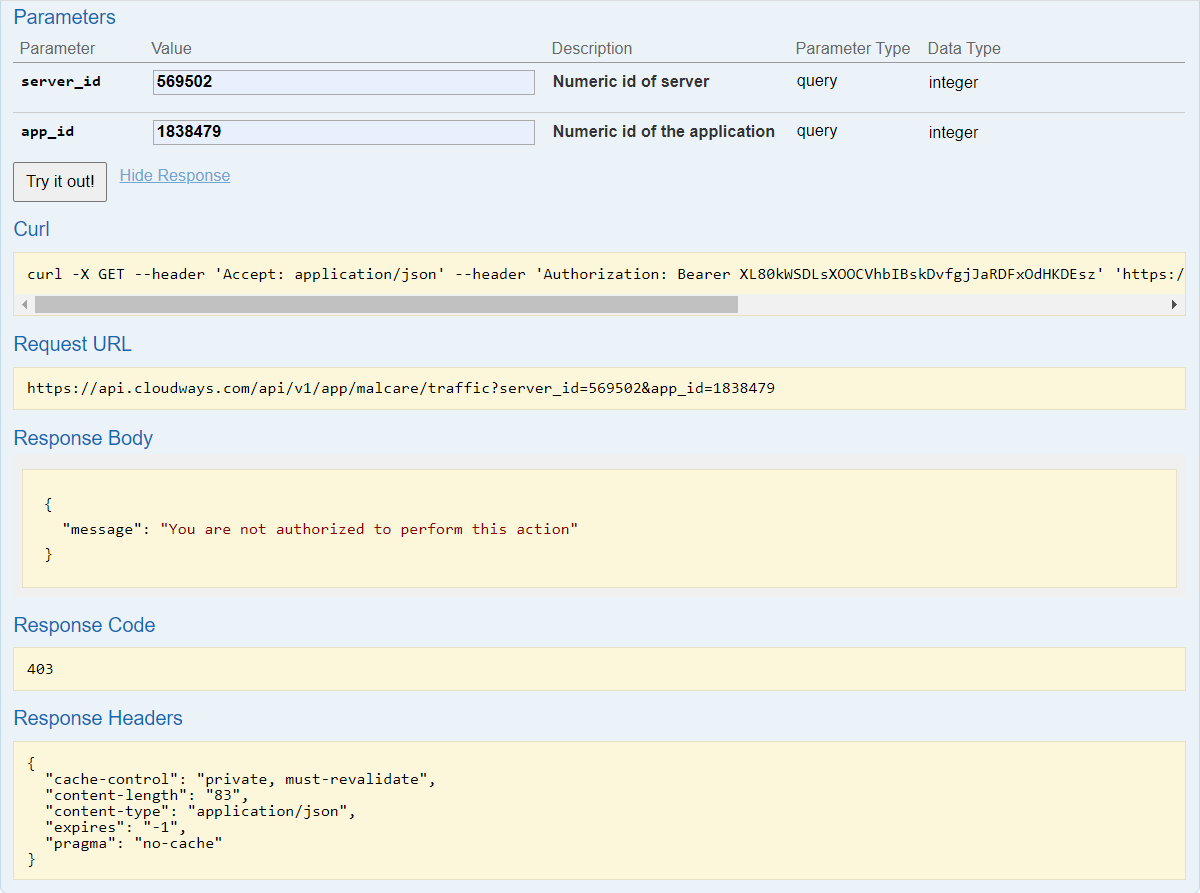 Parameters
Parameter Value Description Parameter Type Data Type
server_id 569502 Numeric id of server query integer
app_id 1838479 Numeric id of the application query integer
Try it out! Hide Response
Curl
curl -X GET --header 'Accept: application/json' --header 'Authorization: Bearer XL80kWSDLsXOOCVhbIBskDvfgjJaRDFxOdHKDEsz' 'https:/
Request URL
https://api.cloudways.com/api/v1/app/malcare/traffic?server_id=569502&app_id=1838479
Response Body
{
"message": "You are not authorized to perform this action"
}
Response Code
403
Response Headers
{
"cache-control": "private, must-revalidate",
"content-length": "83",
"content-type": "application/json",
"expires": "-1",
"pragma": "no-cache"
}